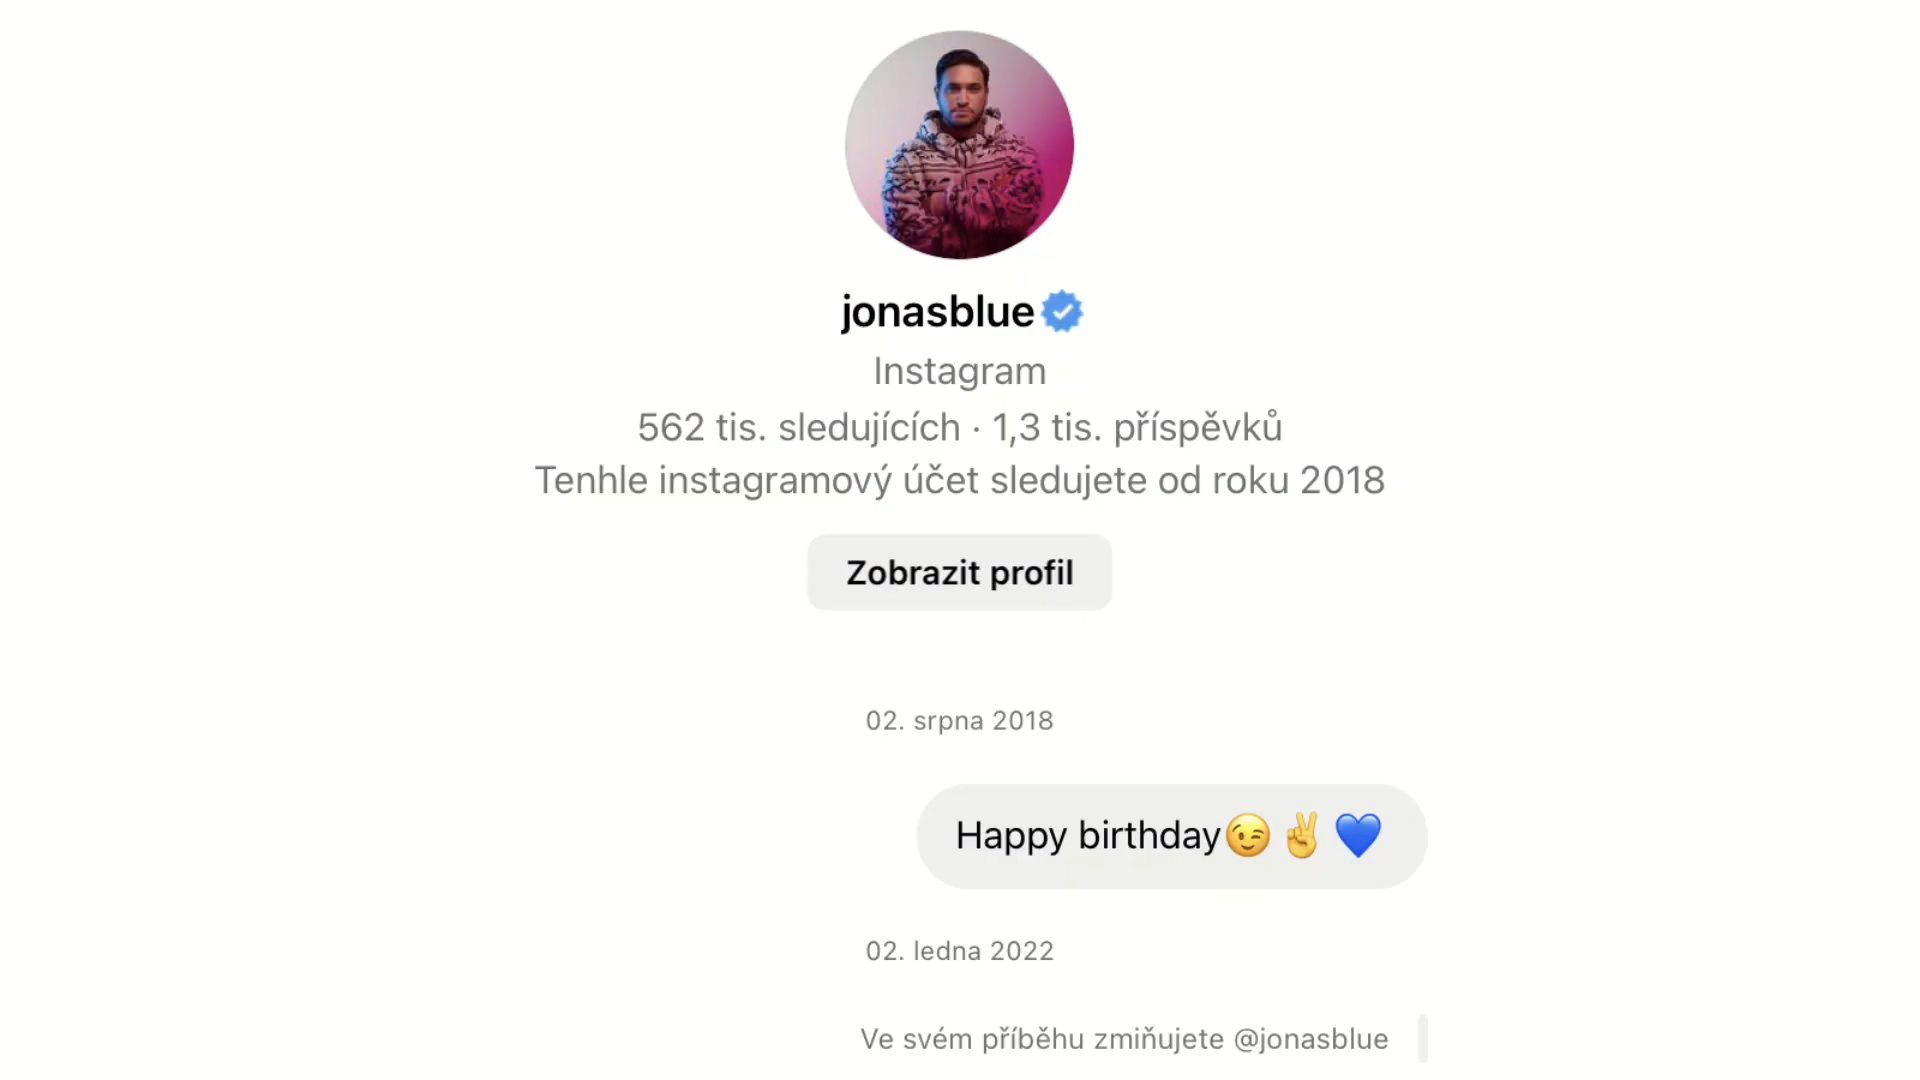 jonasblue
Instagram
562 tis. sledujících · 1,3 tis. příspěvků
Tenhle instagramový účet sledujete od roku 2018
Zobrazit profil
02. srpna 2018
Happy birthday😉✌️💙
02. ledna 2022
Ve svém příběhu zmiňujete @jonasblue